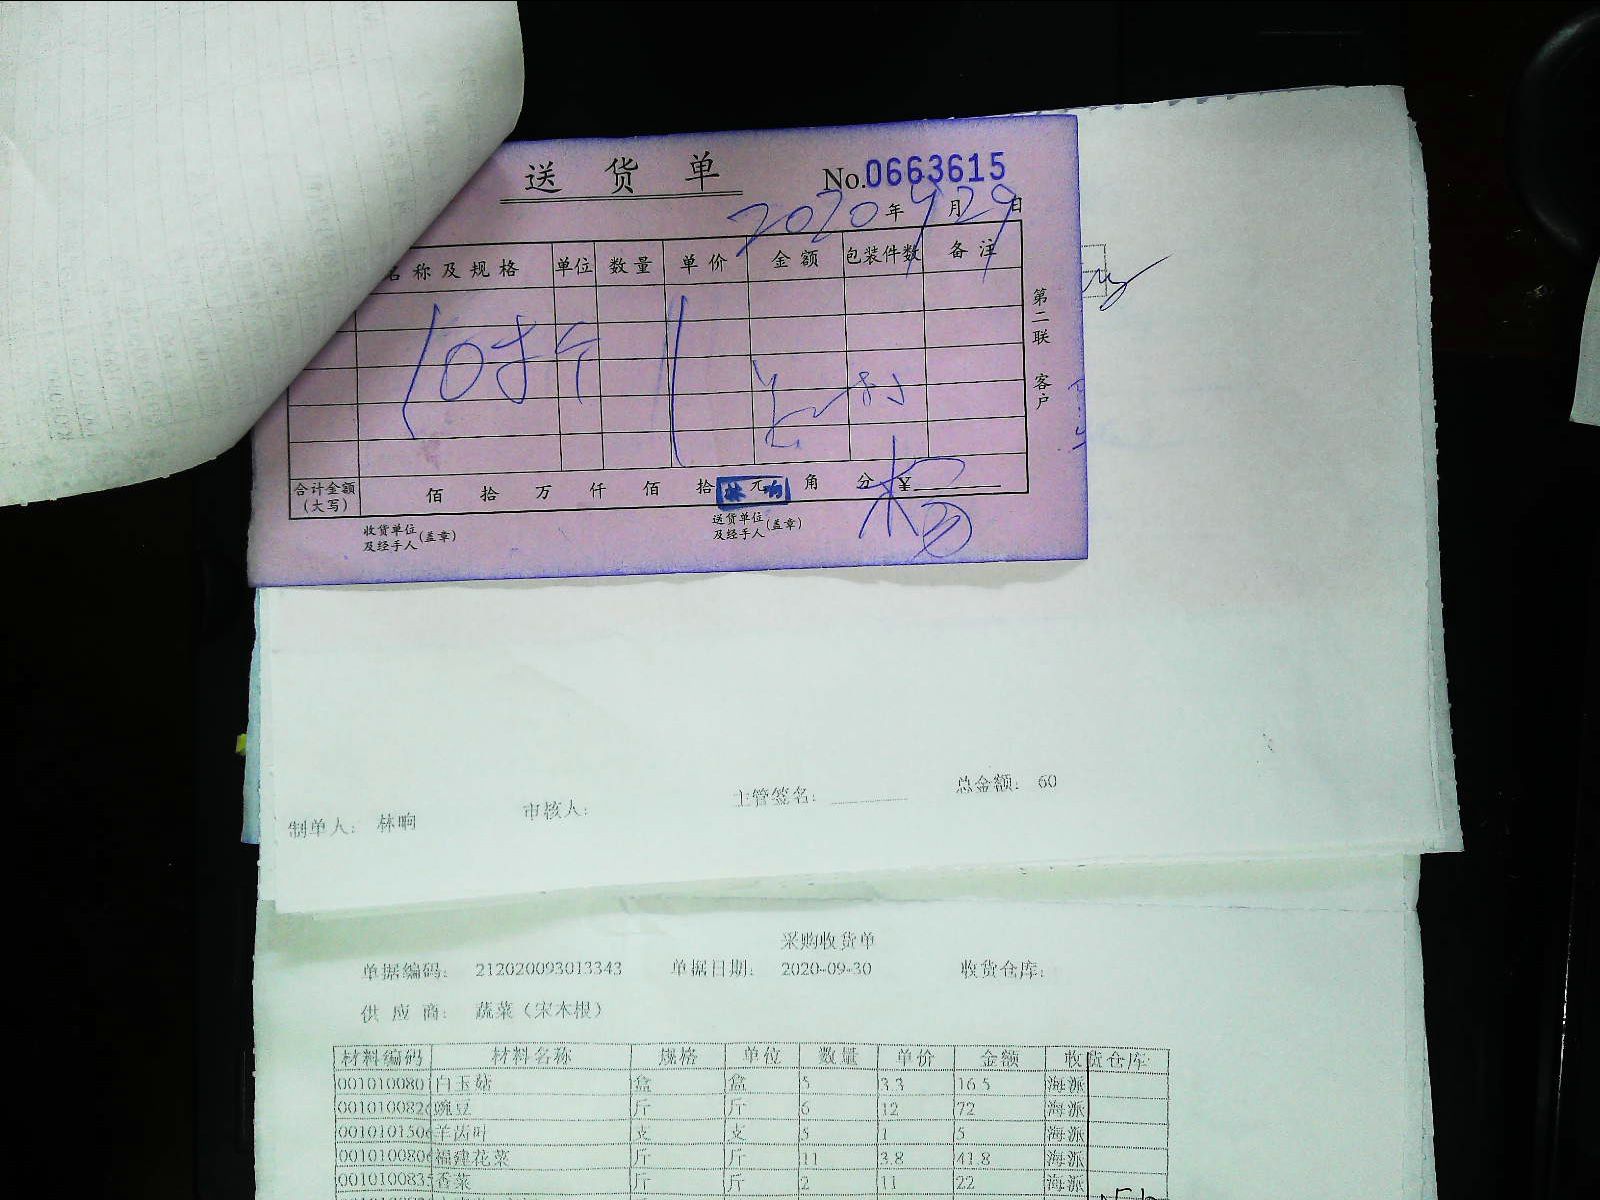 送 货 单
No.0663615
2020年9月29日
名称及规格 单位 数量 单价 金额 包装件数 备注
第二联 客户
合计金额(大写) 佰 拾 万 仟 佰 拾 元 角 分 ¥
林响
收货单位及经手人(盖章) 送货单位及经手人(盖章)
杨
制单人: 林响 审核人: 主管签名: 总金额: 60
采购收货单
单据编码: 212020093013343 单据日期: 2020-09-30 收货仓库:
供 应 商: 蔬菜(宋木根)
材料编码 材料名称 规格 单位 数量 单价 金额 收货仓库
001010080 白玉菇 盒 盒 5 3.3 16.5 海派
001010082 豌豆 斤 斤 6 12 72 海派
001010150 羊齿叶 支 支 5 1 5 海派
001010080 福建花菜 斤 斤 11 3.8 41.8 海派
001010083 香菜 斤 斤 2 11 22 海派